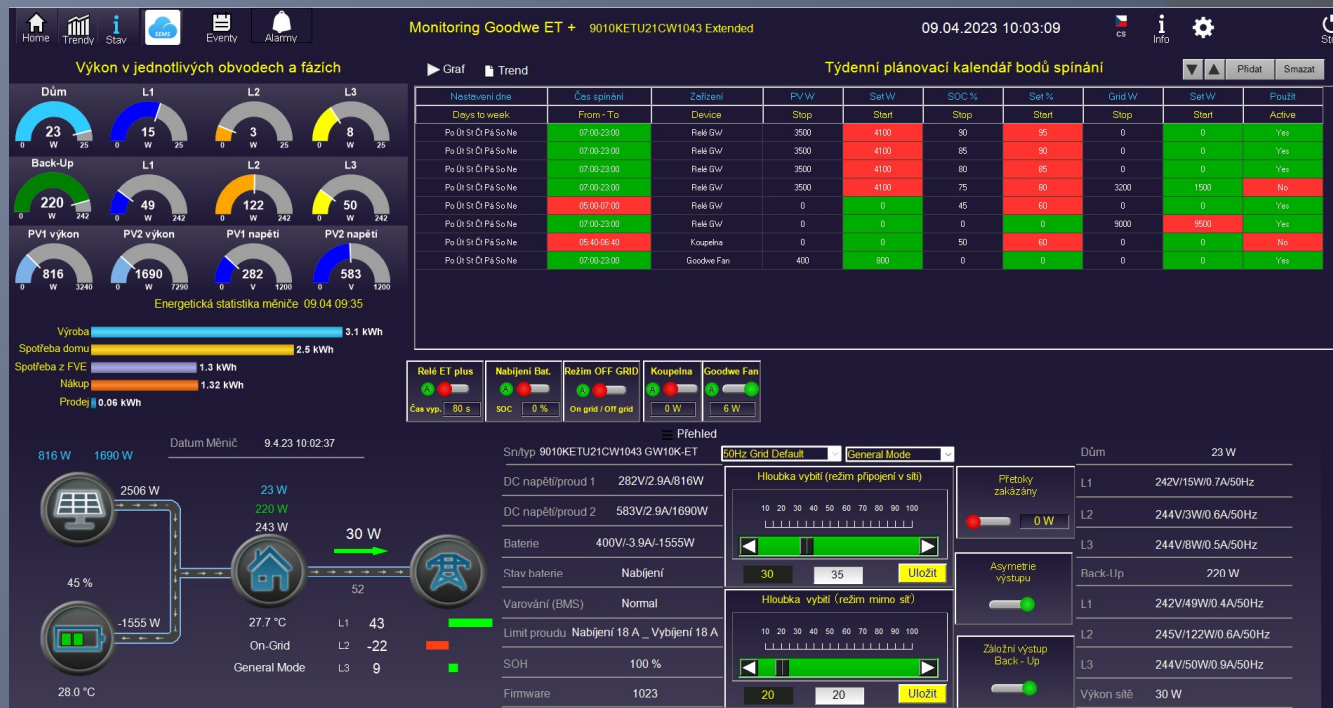 Home Trendy Stav SEMS Eventy Alarmy Monitoring Goodwe ET + 9010KETU21CW1043 Extended 09.04.2023 10:03:09 cs Info
Výkon v jednotlivých obvodech a fázích
Dům L1 L2 L3
23 15 3 8
0 W 25 0 W 25 0 W 25 0 W 25
Back-Up L1 L2 L3
220 49 122 50
0 W 242 0 W 242 0 W 242 0 W 242
PV1 výkon PV2 výkon PV1 napětí PV2 napětí
816 1690 282 583
0 W 3240 0 W 7290 0 V 1200 0 V 1200
Energetická statistika měniče 09.04 09:35
Výroba 3.1 kWh
Spotřeba domu 2.5 kWh
Spotřeba z FVE 1.3 kWh
Nákup 1.32 kWh
Prodej 0.06 kWh
Graf Trend Týdenní plánovací kalendář bodů spínání Přidat Smazat
Nastavení dne Čas spínání Zařízení PV W Set W SOC % Set % Grid W Set W Použít
Days to week From - To Device Stop Start Stop Start Stop Start Active
Po Út St Čt Pá So Ne 07:00-23:00 Relé GW 3500 4100 90 95 0 0 Yes
Po Út St Čt Pá So Ne 07:00-23:00 Relé GW 3500 4100 85 90 0 0 Yes
Po Út St Čt Pá So Ne 07:00-23:00 Relé GW 3500 4100 80 85 0 0 Yes
Po Út St Čt Pá So Ne 07:00-23:00 Relé GW 3500 4100 75 80 3200 1500 No
Po Út St Čt Pá So Ne 05:00-07:00 Relé GW 0 0 45 60 0 0 Yes
Po Út St Čt Pá So Ne 07:00-23:00 Relé GW 0 0 0 0 9000 9500 Yes
Po Út St Čt Pá So Ne 05:40-06:40 Koupelna 0 0 50 60 0 0 No
Po Út St Čt Pá So Ne 07:00-23:00 Goodwe Fan 400 800 0 0 0 0 Yes
Relé ET plus Nabíjení Bat. Režim OFF GRID Koupelna Goodwe Fan
A A A A A
Čas vyp. 80 s SOC 0 % On grid / Off grid 0 W 6 W
Přehled
Datum Měnič 9.4.23 10:02:37
816 W 1690 W
2506 W
23 W
220 W
243 W
30 W
52
45 %
-1555 W
27.7 °C L1 43
On-Grid L2 -22
General Mode L3 9
28.0 °C
Sn/typ 9010KETU21CW1043 GW10K-ET
DC napětí/proud 1 282V/2.9A/816W
DC napětí/proud 2 583V/2.9A/1690W
Baterie 400V/-3.9A/-1555W
Stav baterie Nabíjení
Varování (BMS) Normal
Limit proudu Nabíjení 18 A _ Vybíjení 18 A
SOH 100 %
Firmware 1023
50Hz Grid Default General Mode
Hloubka vybití (režim připojení v síti)
10 20 30 40 50 60 70 80 90 100
30 35 Uložit
Hloubka vybití (režim mimo síť)
10 20 30 40 50 60 70 80 90 100
20 20 Uložit
Přetoky
zakázány
0 W
Asymetrie
výstupu
Záložní výstup
Back - Up
Dům 23 W
L1 242V/15W/0.7A/50Hz
L2 244V/3W/0.6A/50Hz
L3 244V/8W/0.5A/50Hz
Back-Up 220 W
L1 242V/49W/0.4A/50Hz
L2 245V/122W/0.6A/50Hz
L3 244V/50W/0.9A/50Hz
Výkon sítě 30 W